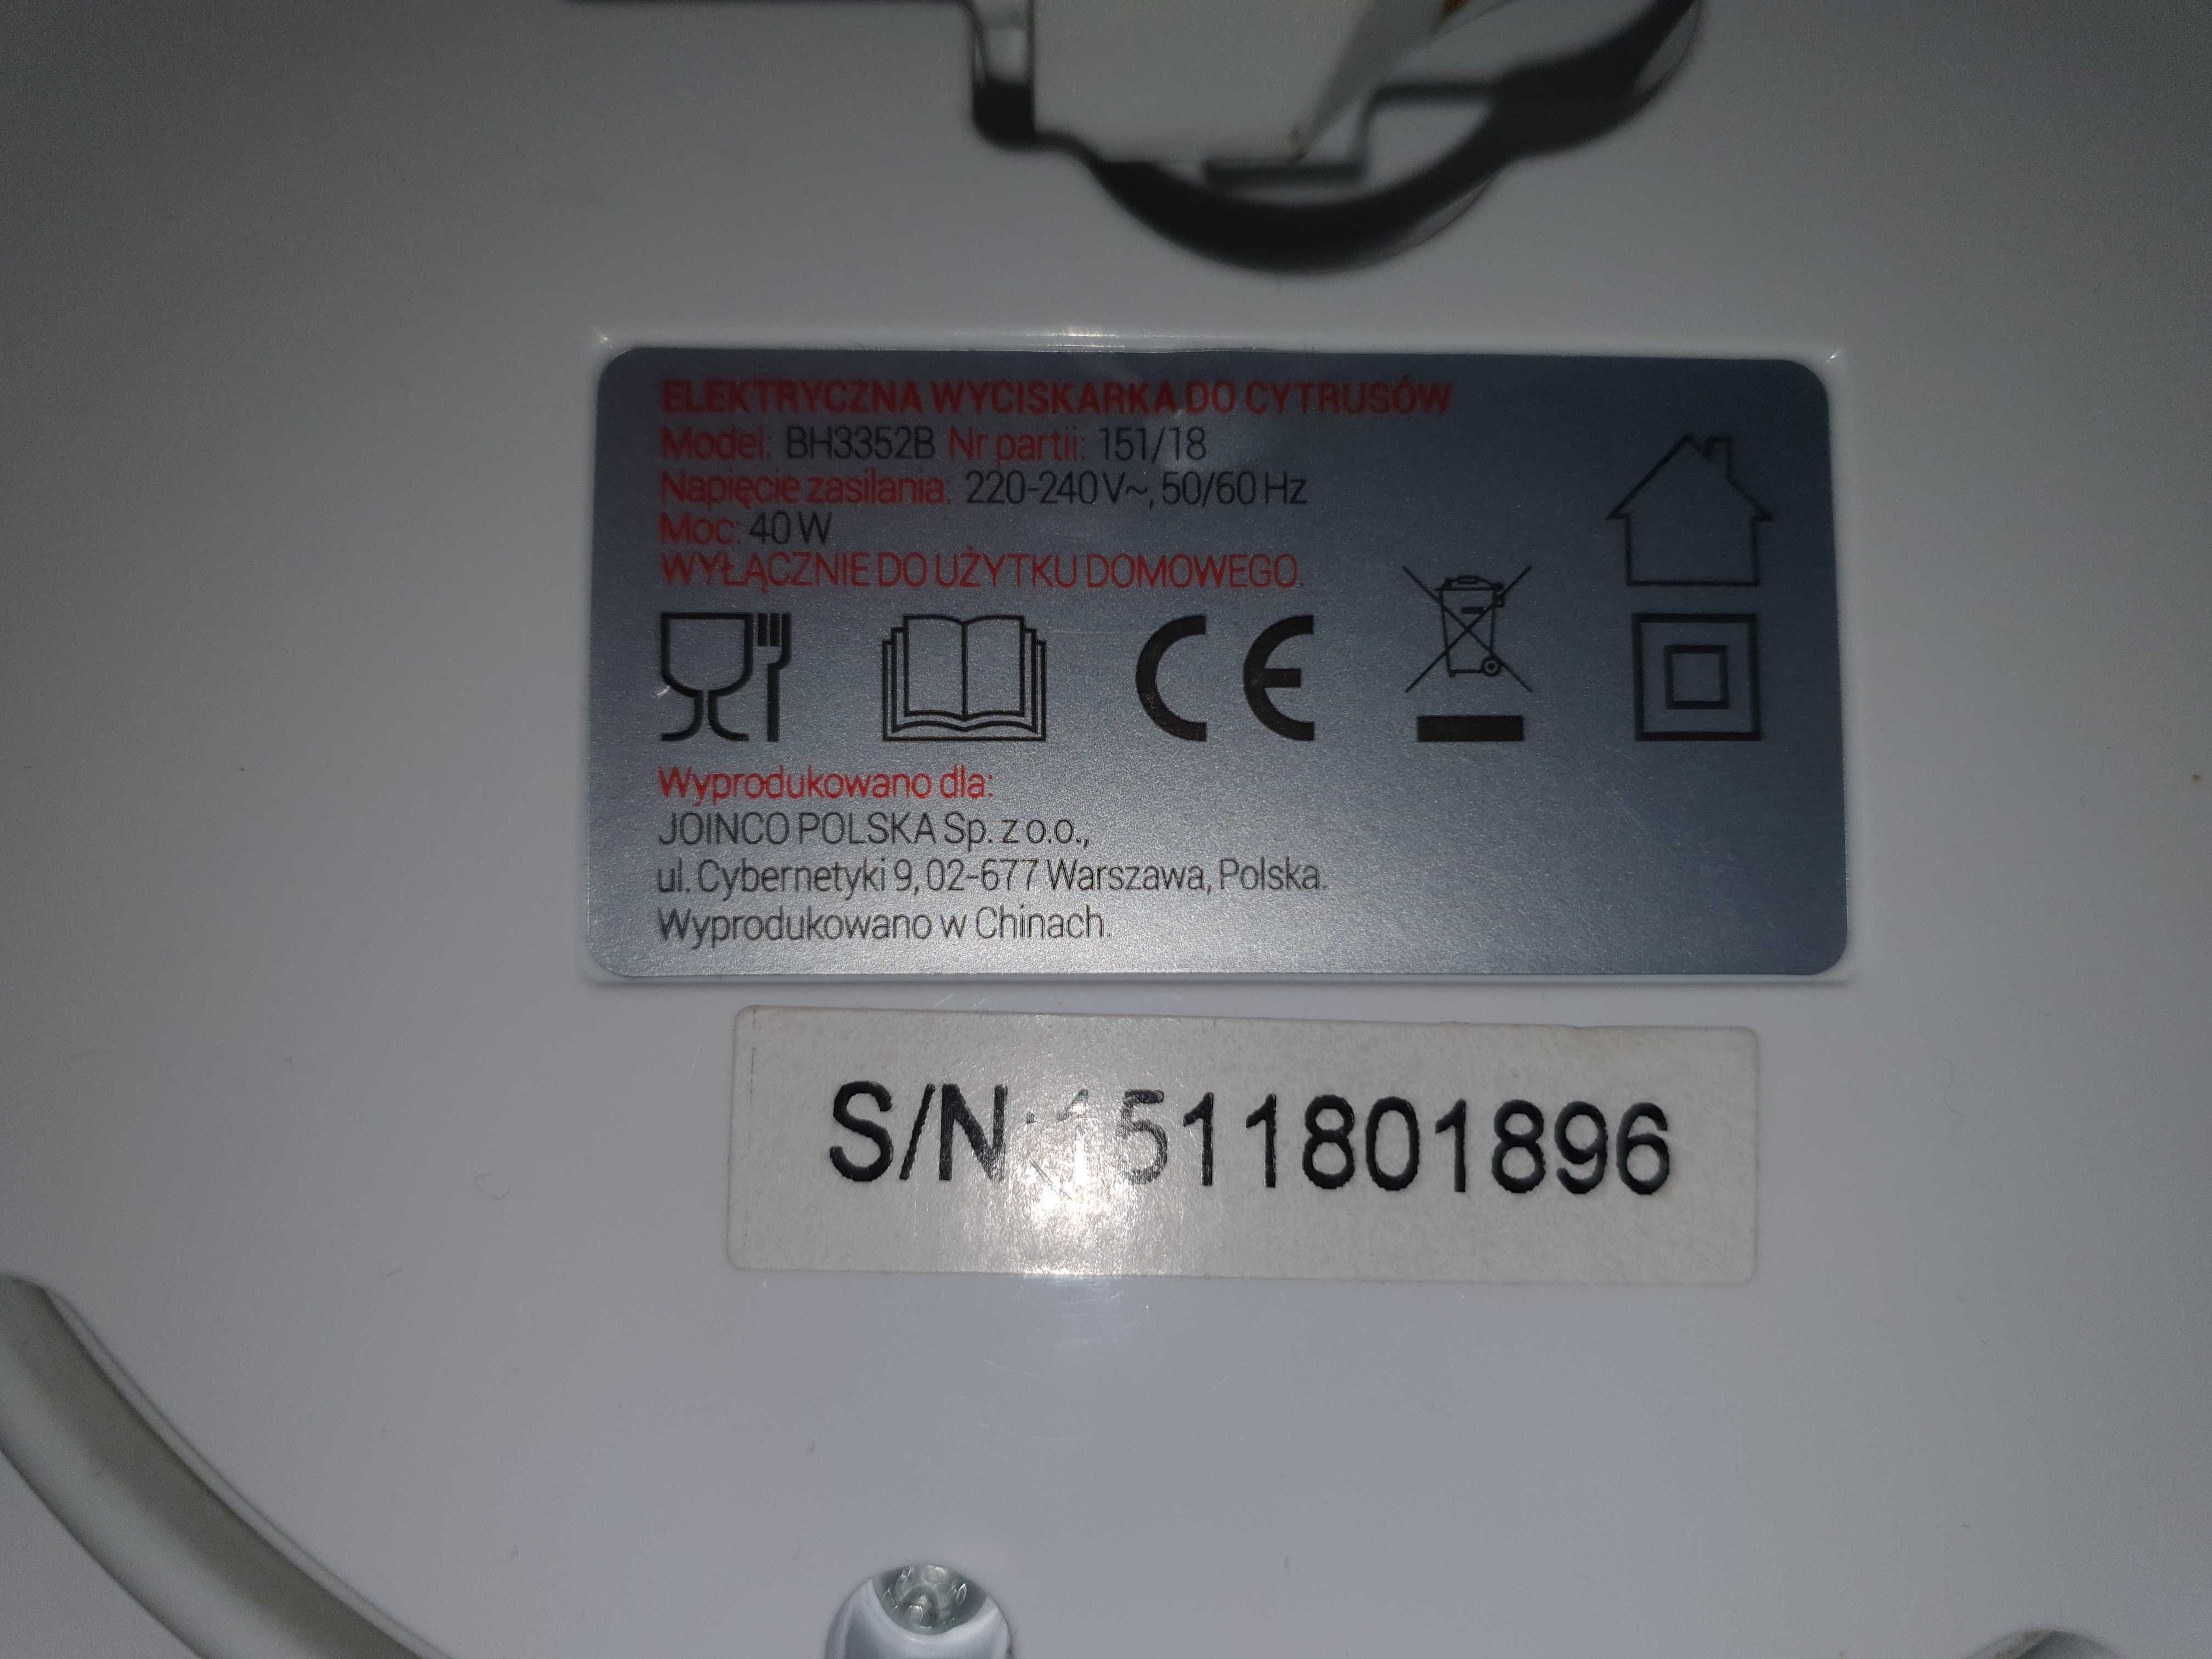 ELEKTRYCZNA WYCISKARKA DO CYTRUSÓW
Model: BH3352B Nr partii: 151/18
Napięcie zasilania: 220-240V~, 50/60 Hz
Moc: 40 W
WYŁĄCZNIE DO UŻYTKU DOMOWEGO.
CE
Wyprodukowano dla:
JOINCO POLSKA Sp. z o.o.,
ul. Cybernetyki 9, 02-677 Warszawa, Polska.
Wyprodukowano w Chinach.
S/N:1511801896